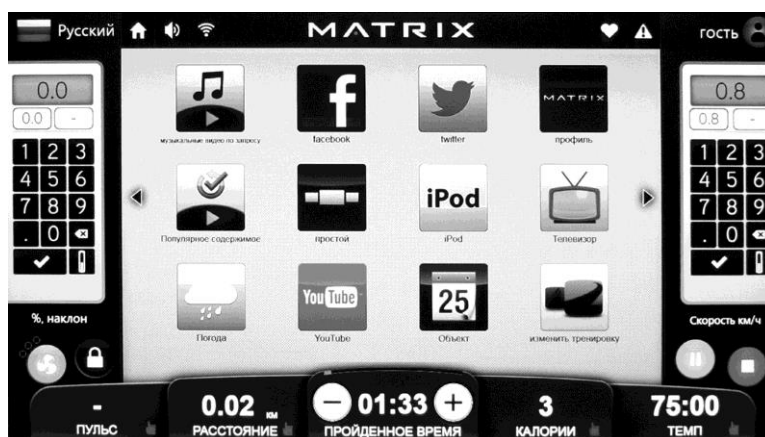 Русский
MATRIX
гость
0.0
0.0
-
1 2 3
4 5 6
7 8 9
. 0
%, наклон
музыкальные видео по запросу
facebook
twitter
MATRIX
профиль
Популярное содержимое
простой
iPod
iPod
Телевизор
Погода
You Tube
YouTube
25
Объект
изменить тренировку
0.8
0.8
-
1 2 3
4 5 6
7 8 9
. 0
Скорость км/ч
-
ПУЛЬС
0.02 КМ
РАССТОЯНИЕ
01:33
ПРОЙДЕННОЕ ВРЕМЯ
3
КАЛОРИИ
75:00
ТЕМП